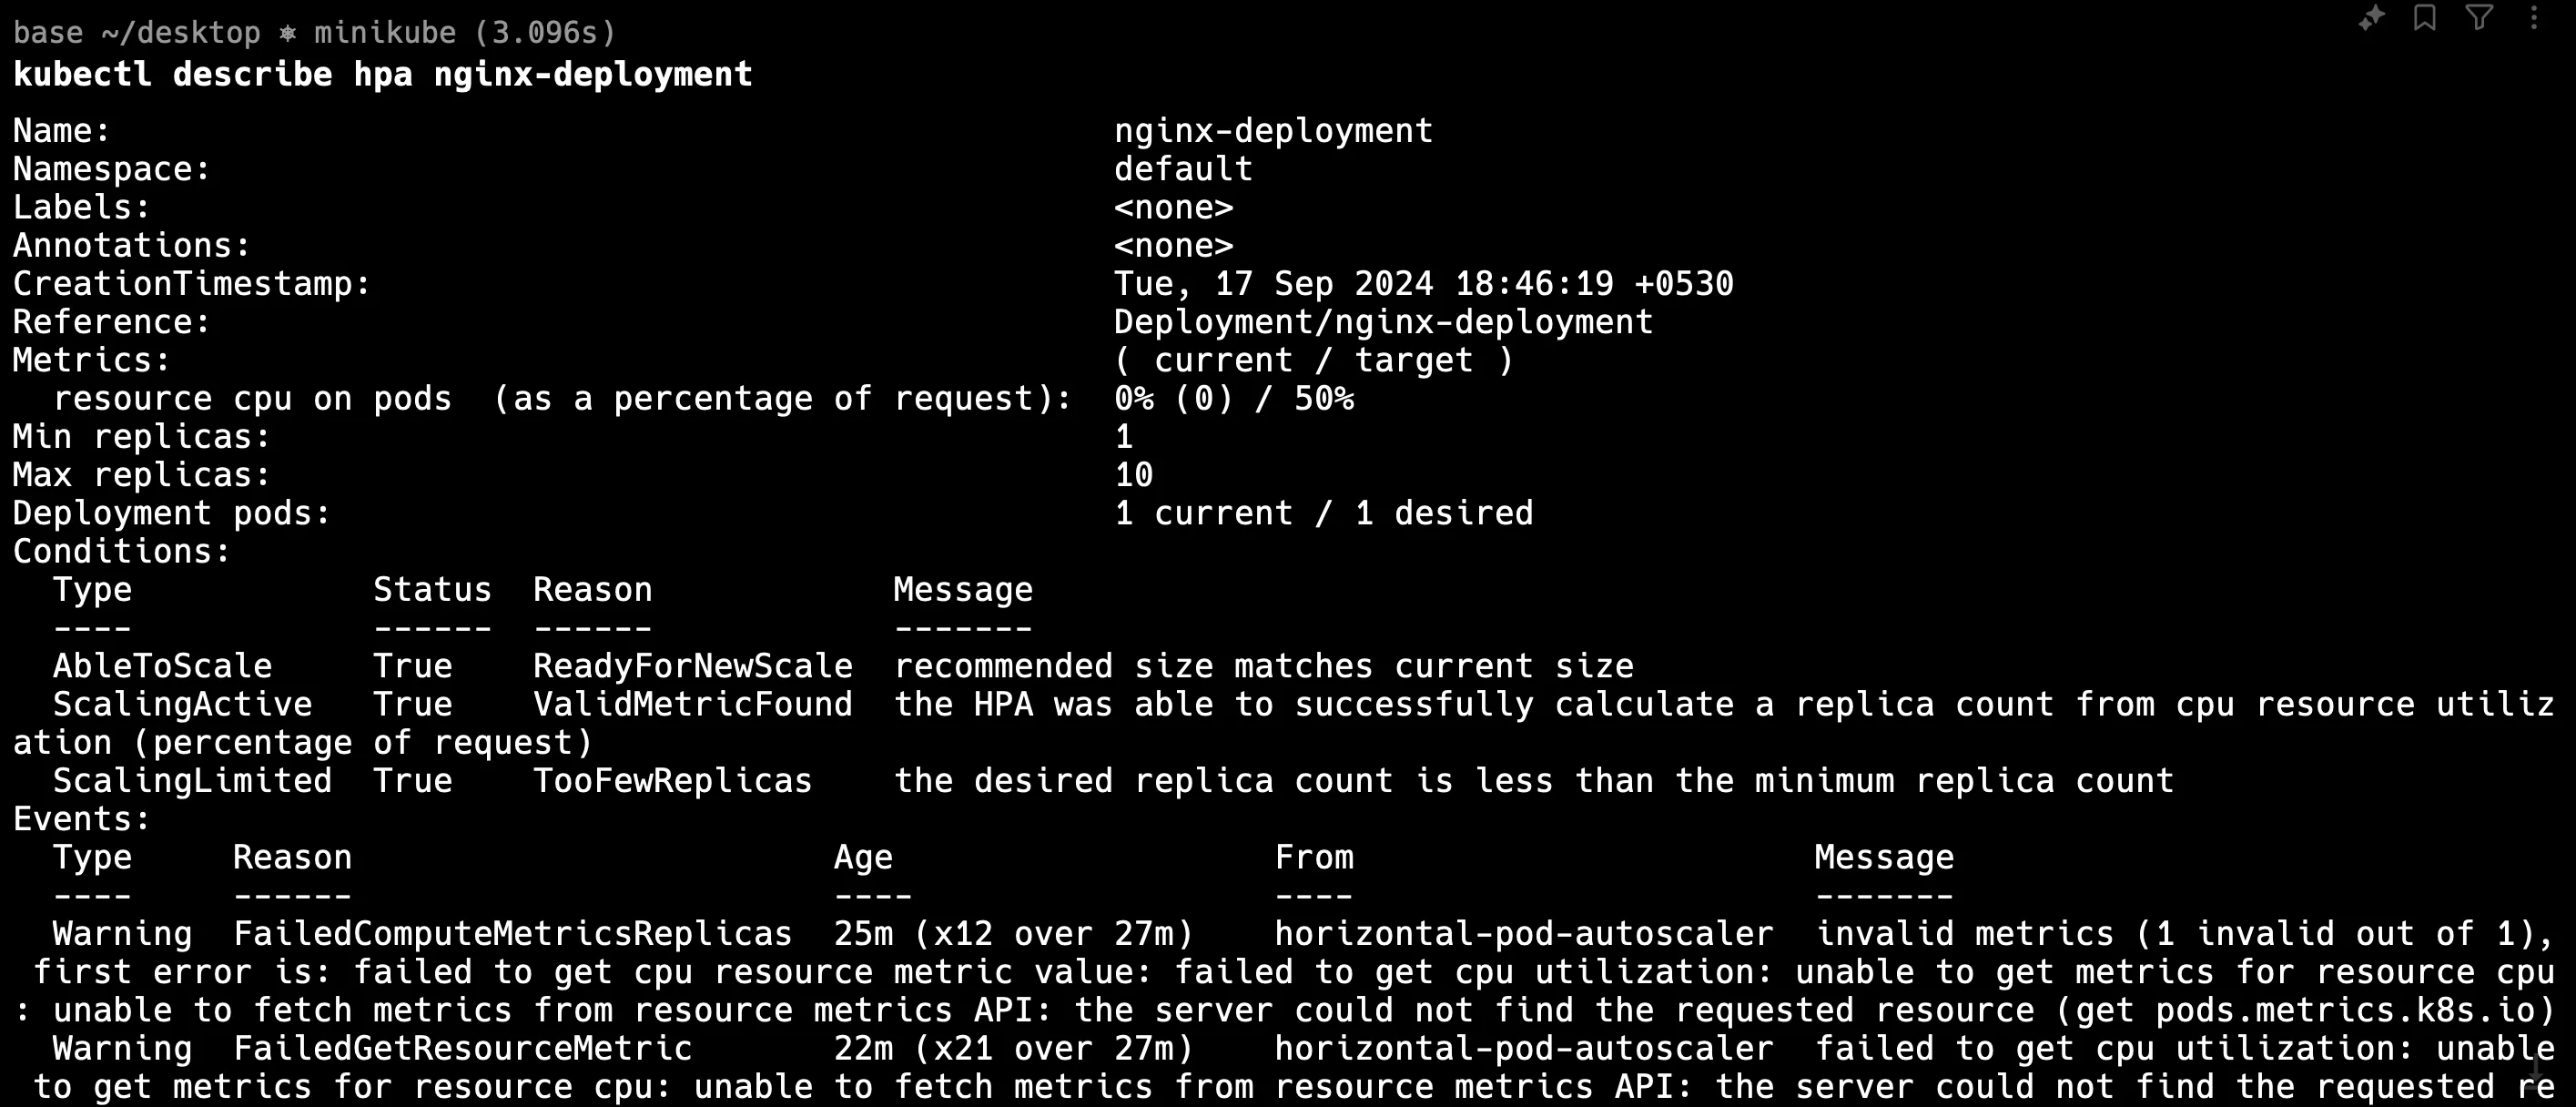 base ~/desktop ⎈ minikube (3.096s)
kubectl describe hpa nginx-deployment
Name:                                                  nginx-deployment
Namespace:                                             default
Labels:                                                <none>
Annotations:                                           <none>
CreationTimestamp:                                     Tue, 17 Sep 2024 18:46:19 +0530
Reference:                                             Deployment/nginx-deployment
Metrics:                                               ( current / target )
  resource cpu on pods  (as a percentage of request):  0% (0) / 50%
Min replicas:                                          1
Max replicas:                                          10
Deployment pods:                                       1 current / 1 desired
Conditions:
  Type            Status  Reason            Message
  ----            ------  ------            -------
  AbleToScale     True    ReadyForNewScale  recommended size matches current size
  ScalingActive   True    ValidMetricFound  the HPA was able to successfully calculate a replica count from cpu resource utiliz
ation (percentage of request)
  ScalingLimited  True    TooFewReplicas    the desired replica count is less than the minimum replica count
Events:
  Type     Reason                        Age                   From                       Message
  ----     ------                        ----                  ----                       -------
  Warning  FailedComputeMetricsReplicas  25m (x12 over 27m)    horizontal-pod-autoscaler  invalid metrics (1 invalid out of 1),
 first error is: failed to get cpu resource metric value: failed to get cpu utilization: unable to get metrics for resource cpu
: unable to fetch metrics from resource metrics API: the server could not find the requested resource (get pods.metrics.k8s.io)
  Warning  FailedGetResourceMetric       22m (x21 over 27m)    horizontal-pod-autoscaler  failed to get cpu utilization: unable
 to get metrics for resource cpu: unable to fetch metrics from resource metrics API: the server could not find the requested re